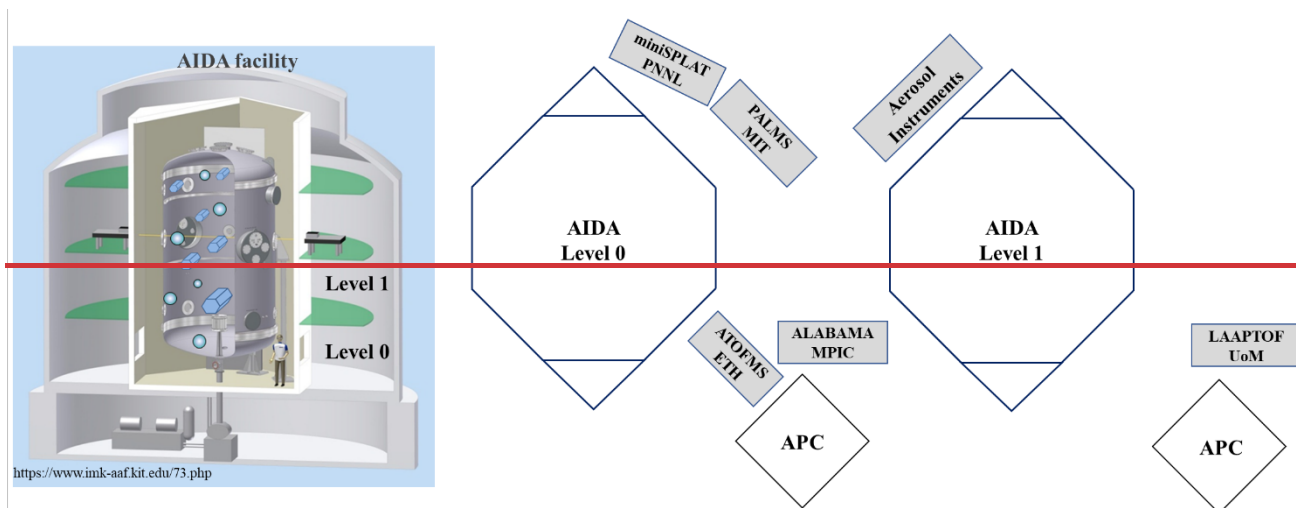 AIDA facility
Level 1
Level 0
https://www.imk-aaf.kit.edu/73.php
miniSPLAT
PNNL
PALMS
MIT
AIDA
Level 0
ATOFMS
ETH
ALABAMA
MPIC
APC
Aerosol
Instruments
AIDA
Level 1
LAAPTOF
UoM
APC